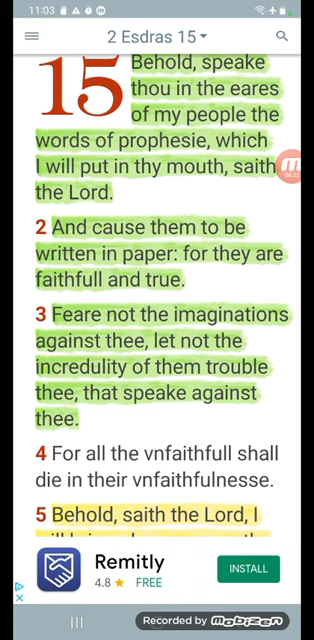 11:03
2 Esdras 15
15 Behold, speake
thou in the eares
of my people the
words of prophesie, which
I will put in thy mouth, saith
the Lord.
2 And cause them to be
written in paper: for they are
faithfull and true.
3 Feare not the imaginations
against thee, let not the
incredulity of them trouble
thee, that speake against
thee.
4 For all the vnfaithfull shall
die in their vnfaithfulnesse.
5 Behold, saith the Lord, I
Remitly
4.8 ★ FREE
INSTALL
Recorded by mobizen